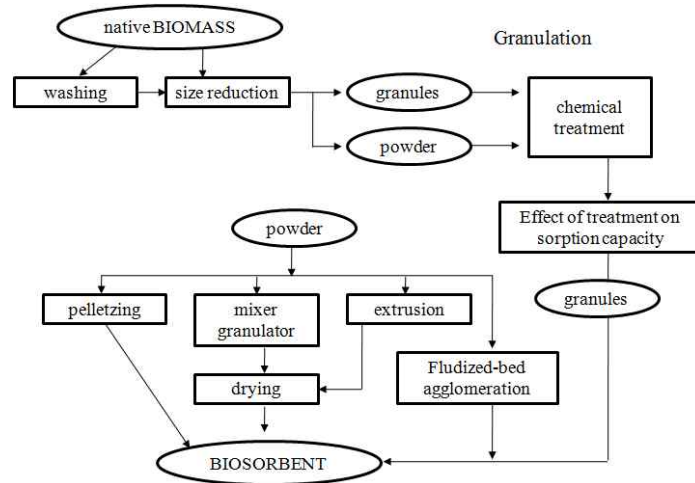 native BIOMASS
Granulation
washing
size reduction
granules
powder
chemical
treatment
Effect of treatment on
sorption capacity
granules
powder
pelletzing
mixer
granulator
extrusion
drying
Fludized-bed
agglomeration
BIOSORBENT